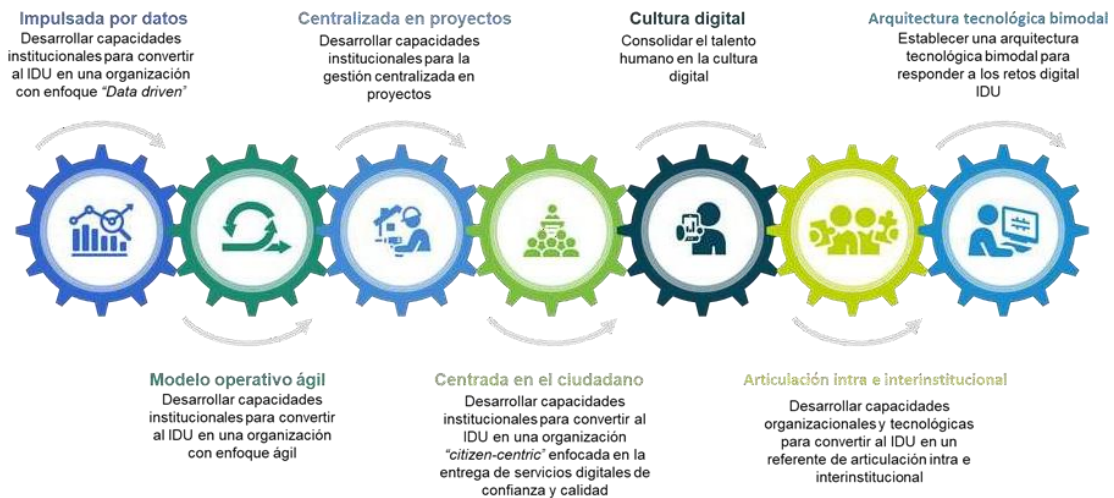 Impulsada por datos
Desarrollar capacidades
institucionales para convertir
al IDU en una organización
con enfoque “Data driven”
Centralizada en proyectos
Desarrollar capacidades
institucionales para la
gestión centralizada en
proyectos
Cultura digital
Consolidar el talento
humano en la cultura
digital
Arquitectura tecnológica bimodal
Establecer una arquitectura
tecnológica bimodal para
responder a los retos digital
IDU
Modelo operativo ágil
Desarrollar capacidades
institucionales para convertir
al IDU en una organización
con enfoque ágil
Centrada en el ciudadano
Desarrollar capacidades
institucionales para convertir al
IDU en una organización
“citizen-centric” enfocada en la
entrega de servicios digitales de
confianza y calidad
Articulación intra e interinstitucional
Desarrollar capacidades
organizacionales y tecnológicas
para convertir al IDU en un
referente de articulación intra e
interinstitucional